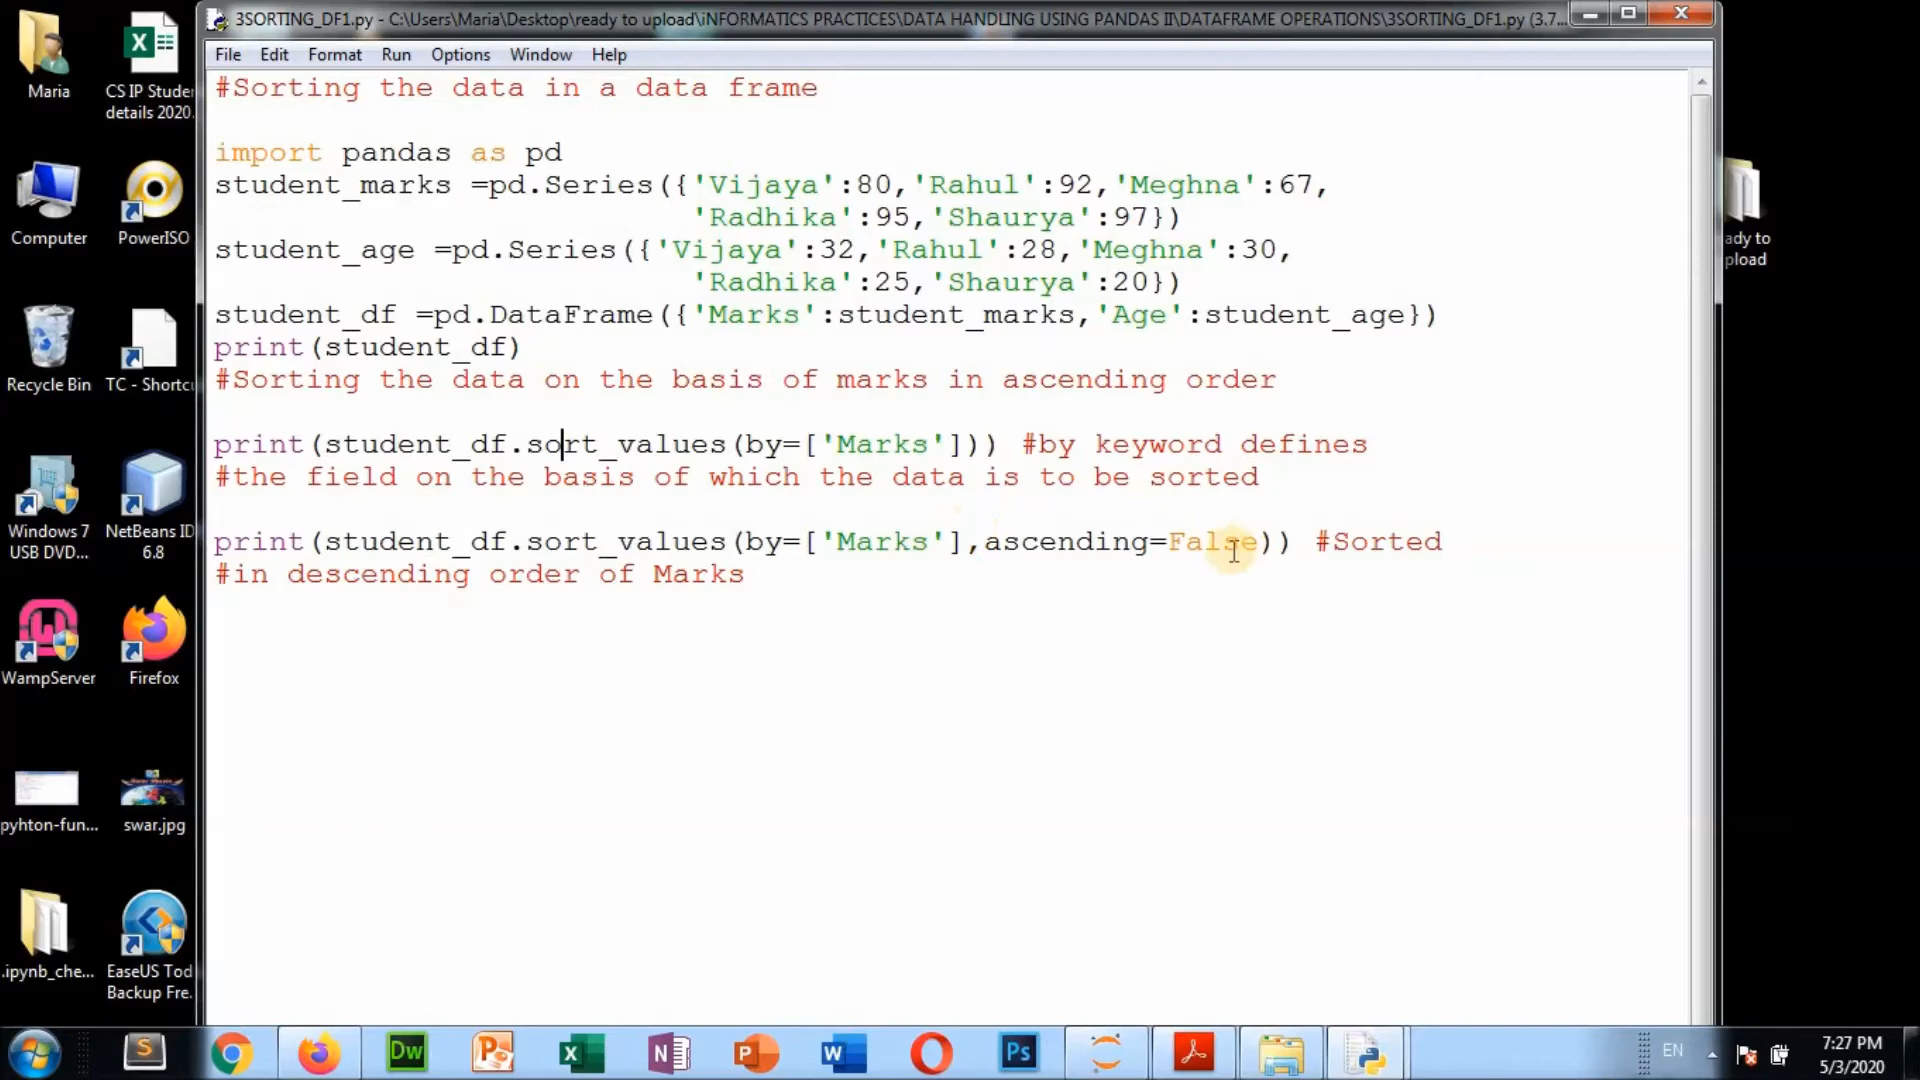 3SORTING_DF1.py - C:\Users\Maria\Desktop\ready to upload\iNFORMATICS PRACTICES\DATA HANDLING USING PANDAS II\DATAFRAME OPERATIONS\3SORTING_DF1.py (3.7...
File Edit Format Run Options Window Help
#Sorting the data in a data frame
import pandas as pd
student_marks =pd.Series({'Vijaya':80,'Rahul':92,'Meghna':67,
'Radhika':95,'Shaurya':97})
student_age =pd.Series({'Vijaya':32,'Rahul':28,'Meghna':30,
'Radhika':25,'Shaurya':20})
student_df =pd.DataFrame({'Marks':student_marks,'Age':student_age})
print(student_df)
#Sorting the data on the basis of marks in ascending order
print(student_df.sort_values(by=['Marks'])) #by keyword defines
#the field on the basis of which the data is to be sorted
print(student_df.sort_values(by=['Marks'],ascending=False)) #Sorted
#in descending order of Marks
Maria
CS IP Studen
details 2020.
Computer
PowerISO
Recycle Bin
TC - Shortcu
Windows 7
USB DVD...
NetBeans ID
6.8
WampServer
Firefox
pyhton-fun...
swar.jpg
.ipynb_che...
EaseUS Tod
Backup Fre.
ady to
pload
S
Dw
P
X
N
P
W
Ps
EN
7:27 PM
5/3/2020